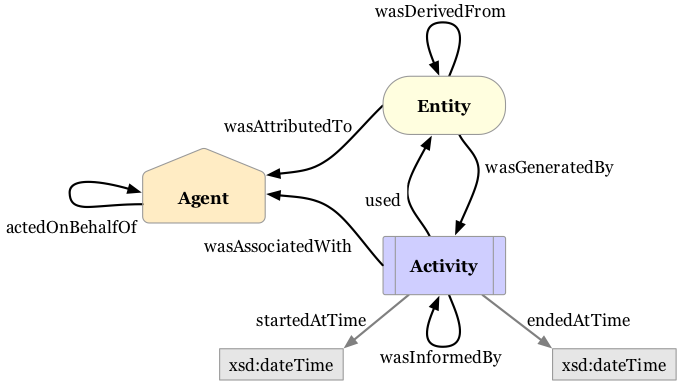 wasDerivedFrom
Entity
wasAttributedTo
wasGeneratedBy
Agent
used
actedOnBehalfOf
wasAssociatedWith
Activity
startedAtTime
endedAtTime
wasInformedBy
xsd:dateTime
xsd:dateTime